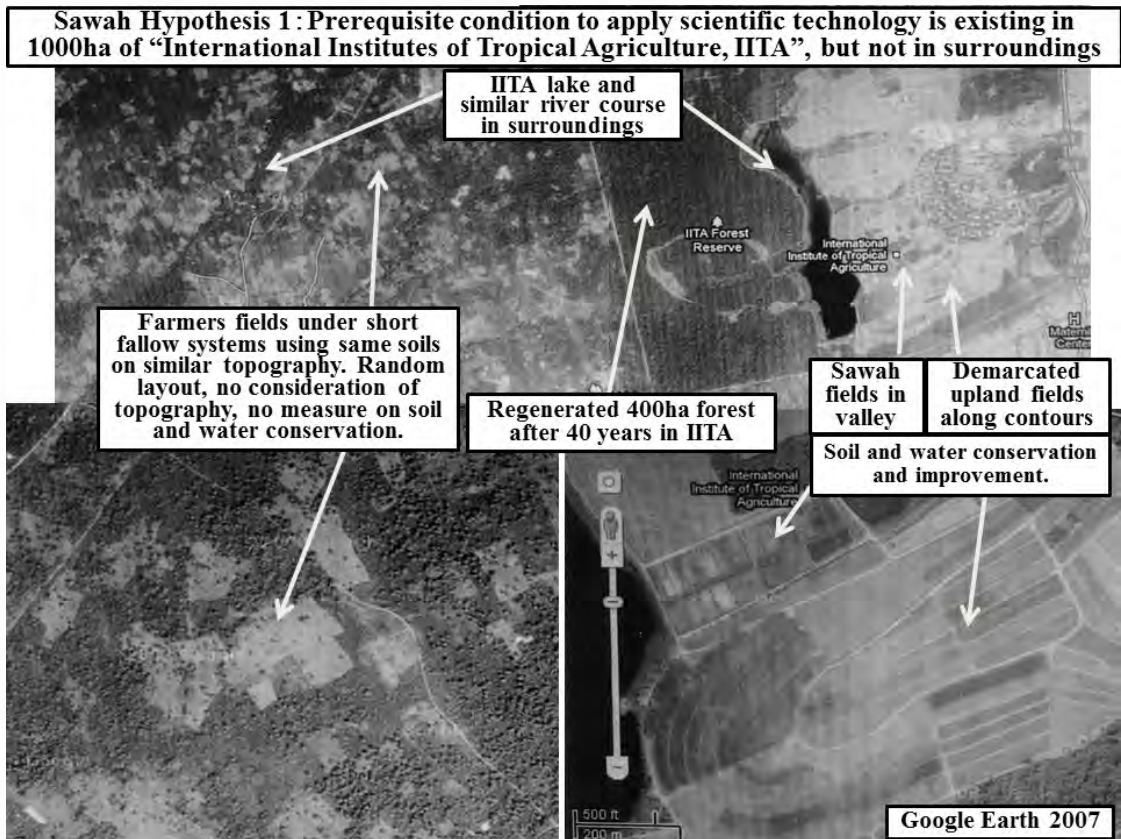 Sawah Hypothesis 1: Prerequisite condition to apply scientific technology is existing in
1000ha of “International Institutes of Tropical Agriculture, IITA”, but not in surroundings
IITA lake and
similar river course
in surroundings
IITA Forest
Reserve
International
Institute of Tropical
Agriculture
H
Center
Farmers fields under short
fallow systems using same soils
on similar topography. Random
layout, no consideration of
topography, no measure on soil
and water conservation.
Regenerated 400ha forest
after 40 years in IITA
Sawah
fields in
valley
Demarcated
upland fields
along contours
Soil and water conservation
and improvement.
International
Institute of Tropical
Agriculture
+
500 ft
200 m
Google Earth 2007